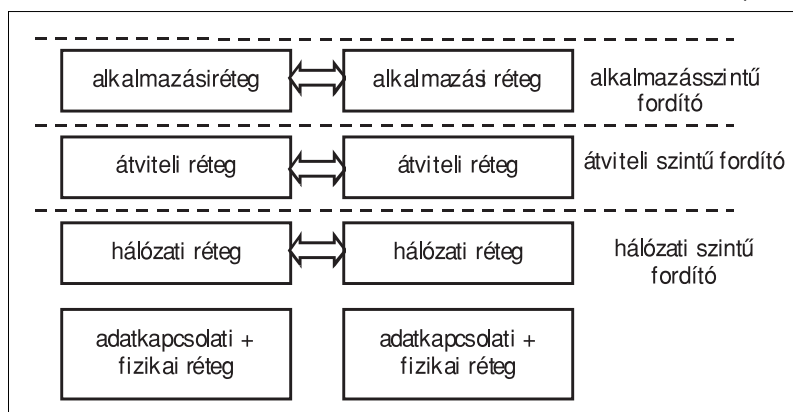 alkalmazásiréteg
alkalmazási réteg
alkalmazásszintű
fordító
átviteli réteg
átviteli réteg
átviteli szintű fordító
hálózati réteg
hálózati réteg
hálózati szintű
fordító
adatkapcsolati +
fizikai réteg
adatkapcsolati +
fizikai réteg